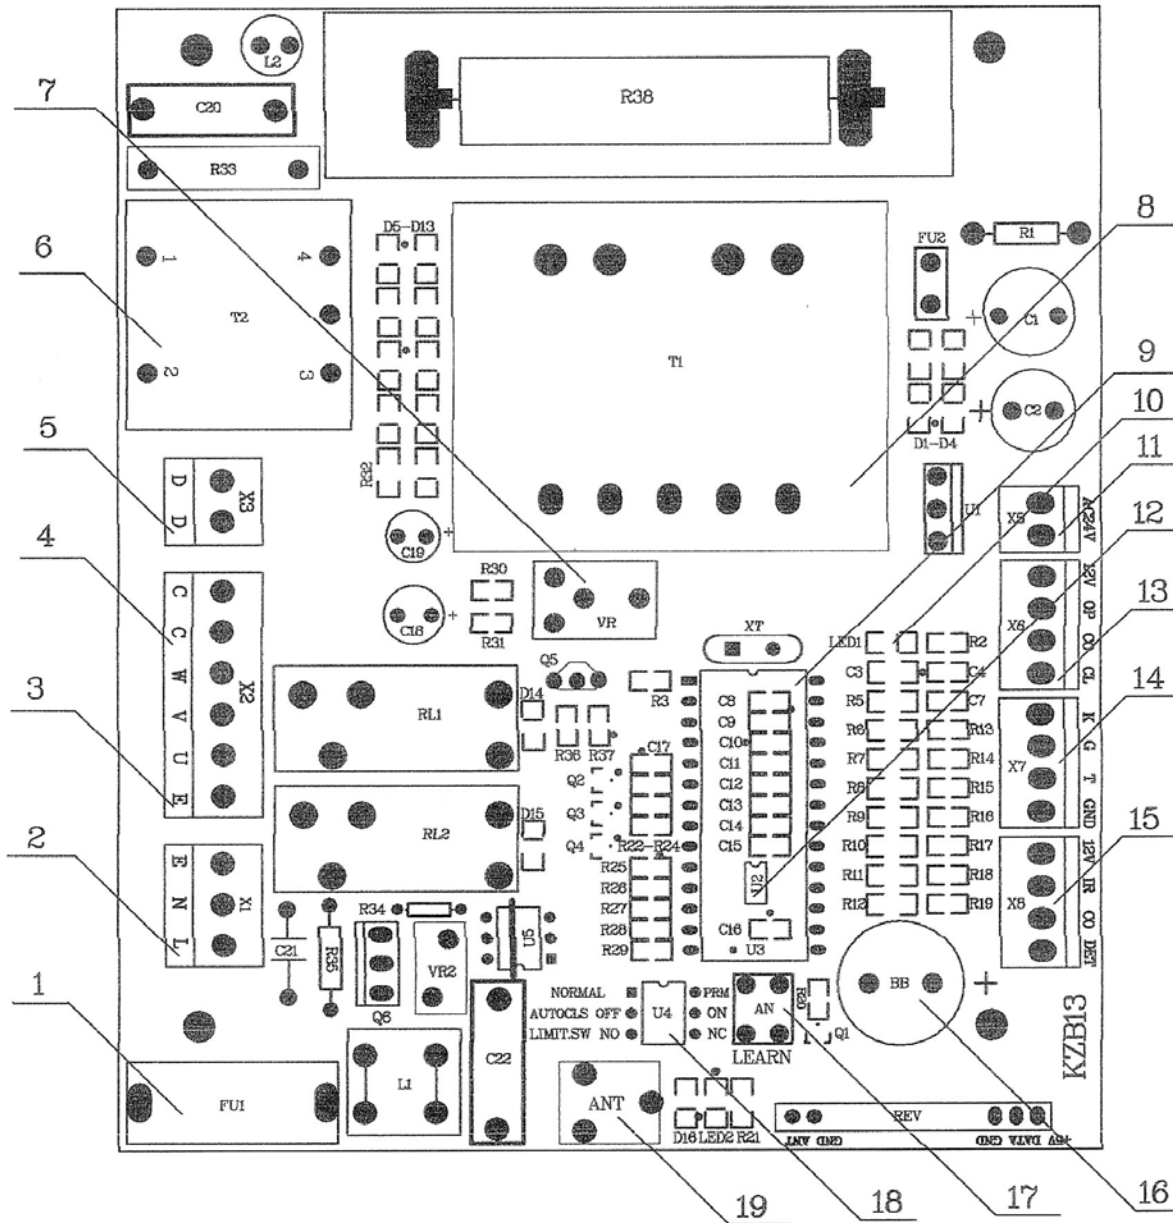 L2
7
C20
R38
R33
8
D5-D13
FU2
R1
6
1
4
T2
C1
T1
9
2
3
10
C2
5
D1-D4
11
R32
D D
X3
U1
X5
AC24V
12
4
C19
R30
13
C C W V U E
X2
VR
12V OP CO CL
X6
C18
R31
XT
LED1
R2
Q5
14
3
C3
C4
D14
R3
C8
R5
C7
RL1
C9
R6
R13
K G T GND
X7
R36
R37
C17
C10
R7
R14
C11
Q2
C12
R8
R15
15
Q3
C13
R9
R16
RL2
D15
Q4
C14
2
R22-R24
C15
R10
R17
E N L
X1
R25
12V IR CO DET
X8
R26
U2
R11
R18
R34
R27
R12
R19
C21
R35
U5
R28
C16
VR2
R29
U3
1
BB
NORMAL
PRM
Q6
AUTOCLS OFF
U4
ON
AN
R20
LIMIT.SW NO
NC
Q1
LEARN
C22
KZB13
L1
FU1
ANT
REV
D16
LED2
R21
ANT
GND
GND
DATA
+5V
16
19
18
17